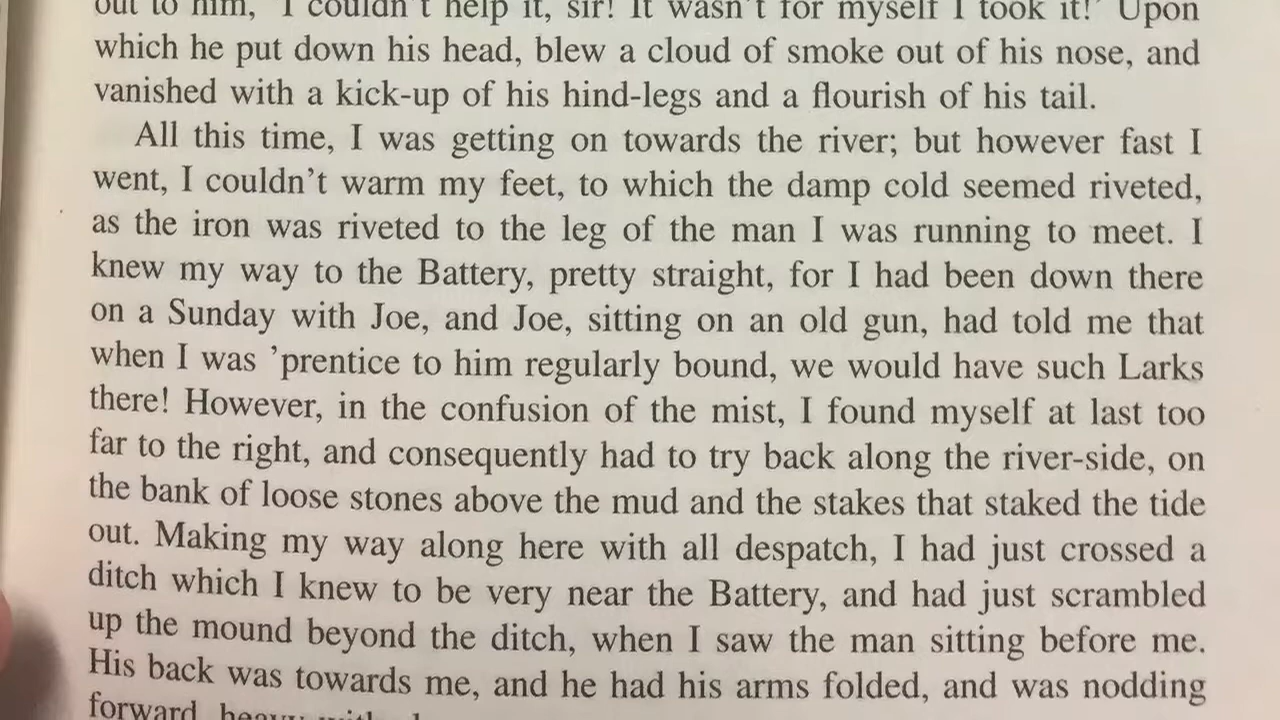 out to him, 'I couldn't help it, sir! It wasn't for myself I took it!' Upon
which he put down his head, blew a cloud of smoke out of his nose, and
vanished with a kick-up of his hind-legs and a flourish of his tail.
All this time, I was getting on towards the river; but however fast I
went, I couldn't warm my feet, to which the damp cold seemed riveted,
as the iron was riveted to the leg of the man I was running to meet. I
knew my way to the Battery, pretty straight, for I had been down there
on a Sunday with Joe, and Joe, sitting on an old gun, had told me that
when I was ’prentice to him regularly bound, we would have such Larks
there! However, in the confusion of the mist, I found myself at last too
far to the right, and consequently had to try back along the river-side, on
the bank of loose stones above the mud and the stakes that staked the tide
out. Making my way along here with all despatch, I had just crossed a
ditch which I knew to be very near the Battery, and had just scrambled
up the mound beyond the ditch, when I saw the man sitting before me.
His back was towards me, and he had his arms folded, and was nodding
forward, heavy with